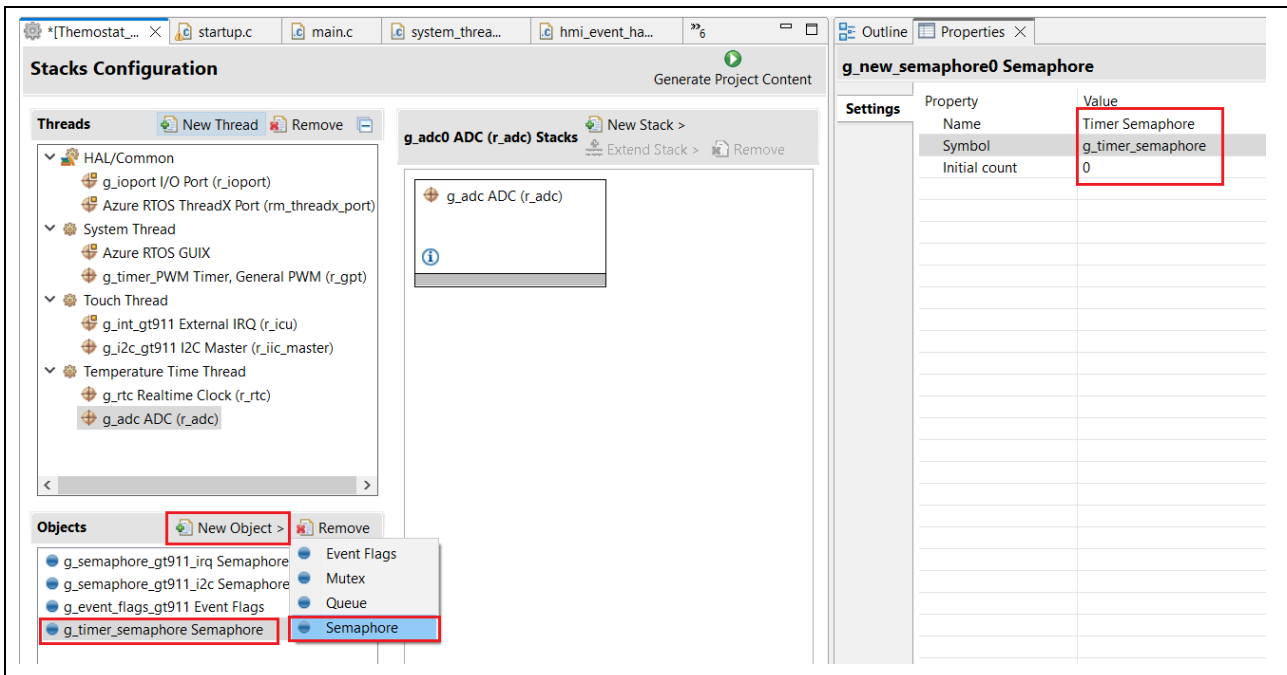 *[Themostat_...
startup.c
main.c
system_threa...
hmi_event_ha...
»6
Outline
Properties
Stacks Configuration
Generate Project Content
Threads
New Thread
Remove
HAL/Common
g_ioport I/O Port (r_ioport)
Azure RTOS ThreadX Port (rm_threadx_port)
System Thread
Azure RTOS GUIX
g_timer_PWM Timer, General PWM (r_gpt)
Touch Thread
g_int_gt911 External IRQ (r_icu)
g_i2c_gt911 I2C Master (r_iic_master)
Temperature Time Thread
g_rtc Realtime Clock (r_rtc)
g_adc ADC (r_adc)
Objects
New Object >
Remove
g_semaphore_gt911_irq Semaphore
g_semaphore_gt911_i2c Semaphore
g_event_flags_gt911 Event Flags
g_timer_semaphore Semaphore
Event Flags
Mutex
Queue
Semaphore
g_adc0 ADC (r_adc) Stacks
New Stack >
Extend Stack >
Remove
g_adc ADC (r_adc)
g_new_semaphore0 Semaphore
Settings
Property Value
Name Timer Semaphore
Symbol g_timer_semaphore
Initial count 0